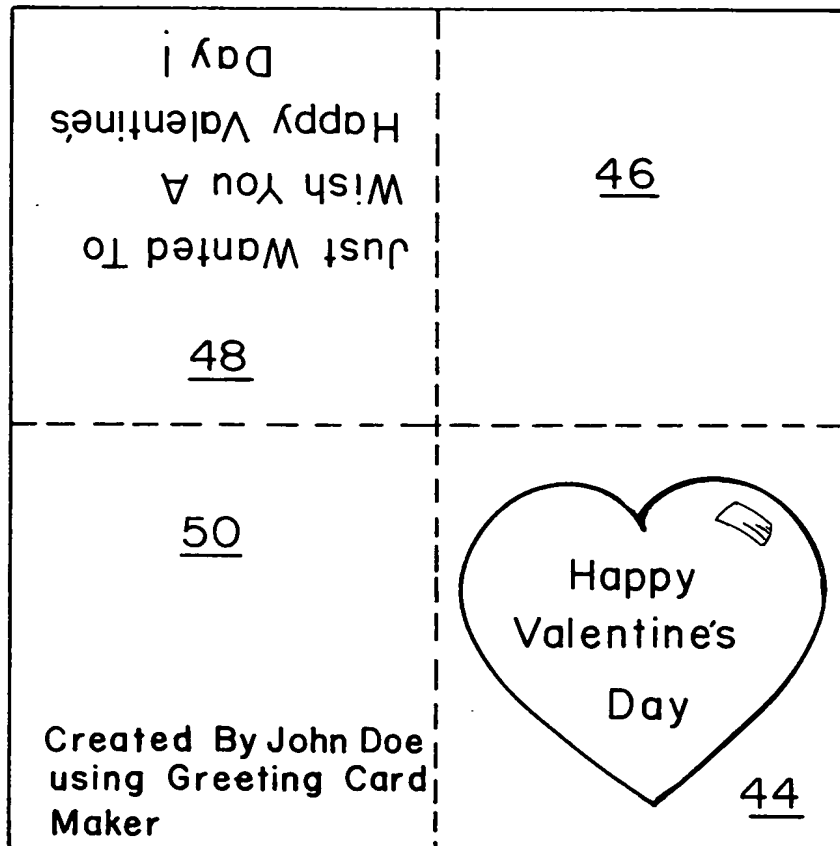 Just Wanted To
Wish You A
Happy Valentine's
Day!
48
46
50
Created By John Doe
using Greeting Card
Maker
Happy
Valentine's
Day
44